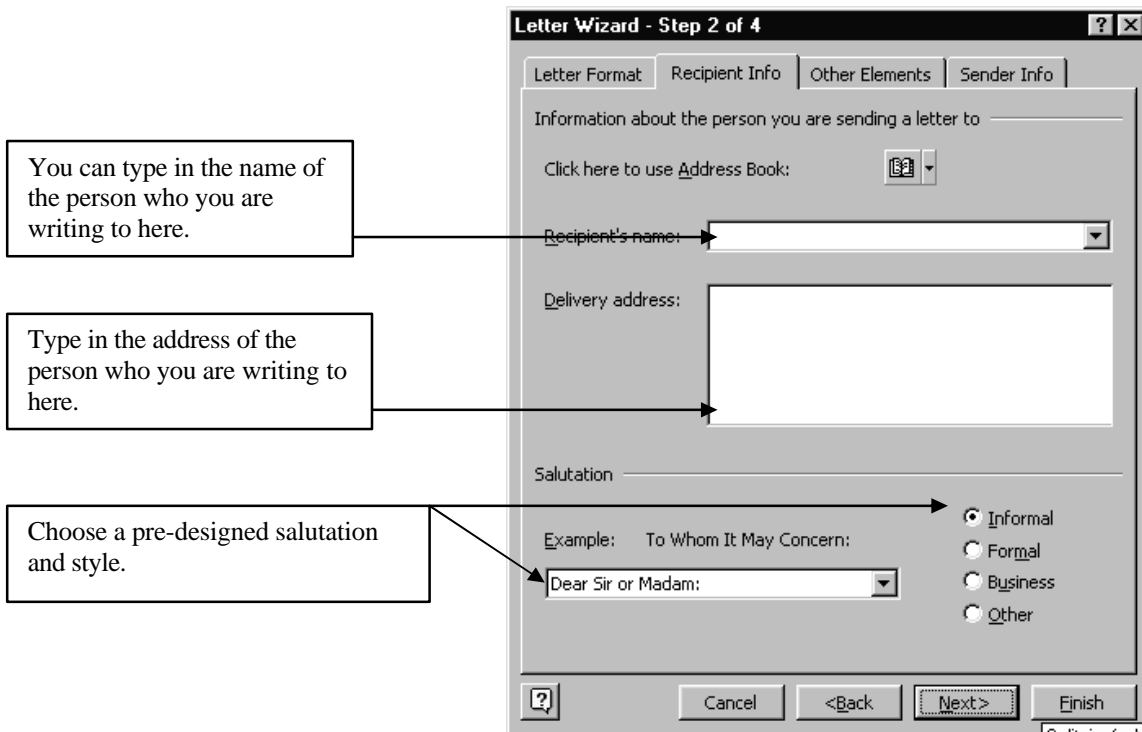 Letter Wizard - Step 2 of 4
Letter Format
Recipient Info
Other Elements
Sender Info
Information about the person you are sending a letter to
You can type in the name of
the person who you are
writing to here.
Click here to use Address Book:
Recipient's name:
Delivery address:
Type in the address of the
person who you are writing to
here.
Salutation
Choose a pre-designed salutation
and style.
Informal
Example: To Whom It May Concern:
Formal
Dear Sir or Madam:
Business
Other
Cancel
<Back
Next>
Finish